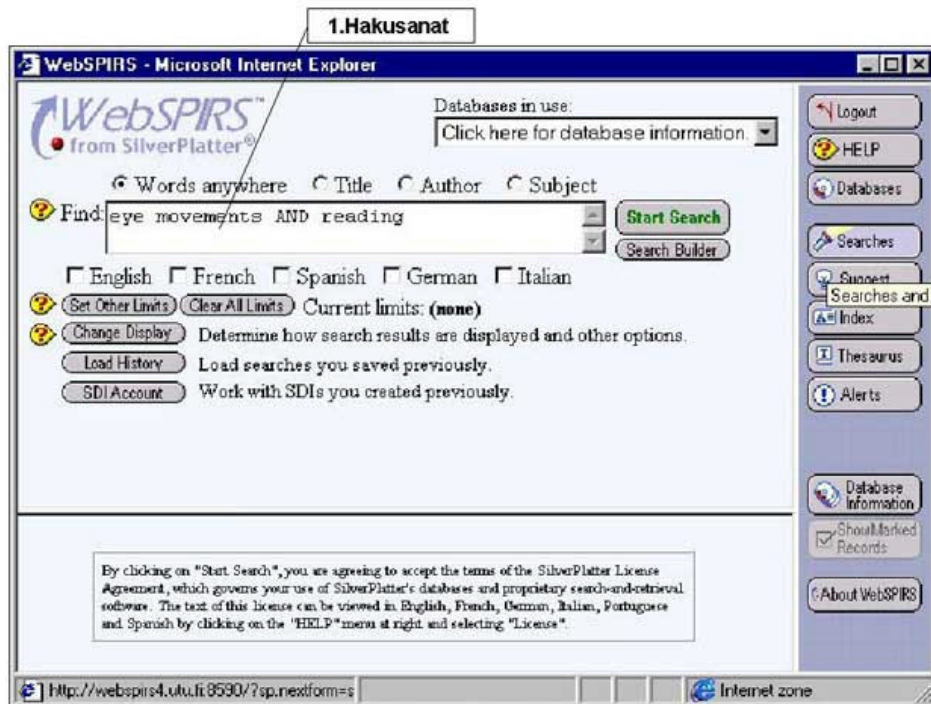 1.Hakusanat
WebSPIRS - Microsoft Internet Explorer
WebSPIRS™
from SilverPlatter®
Databases in use:
Click here for database information.
Words anywhere Title Author Subject
Find: eye movements AND reading
Start Search
Search Builder
English French Spanish German Italian
Set Other Limits Clear All Limits Current limits: (none)
Change Display Determine how search results are displayed and other options.
Load History Load searches you saved previously.
SDI Account Work with SDIs you created previously.
By clicking on "Start Search", you are agreeing to accept the terms of the SilverPlatter License
Agreement, which governs your use of SilverPlatter's databases and proprietary search-and-retrieval
software. The text of this license can be viewed in English, French, German, Italian, Portuguese
and Spanish by clicking on the "HELP" menu at right and selecting "License".
Logout
HELP
Databases
Searches
Suggest
Searches and
Index
Thesaurus
Alerts
Database
Information
Show Marked
Records
About WebSPIRS
http://webspirs4.utu.fi:8590/?sp.nextform=s
Internet zone